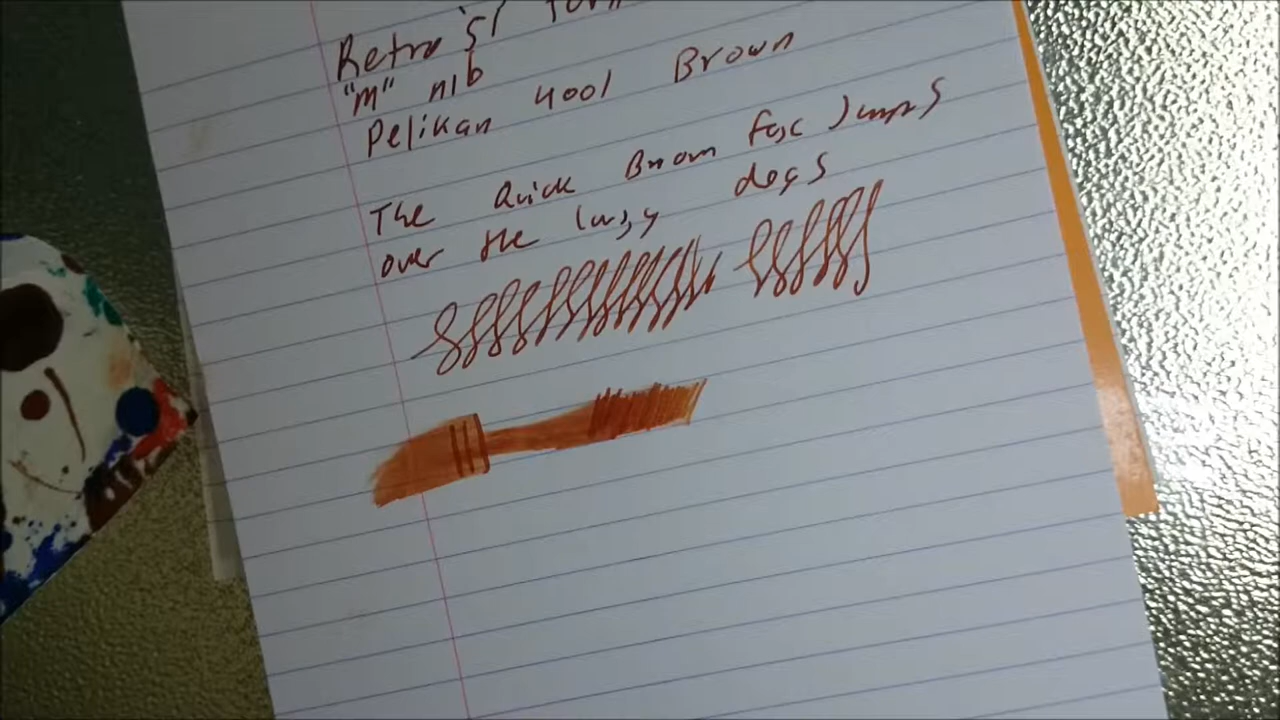 Retro 51
"M" nib
Pelikan 4001 Brown
The Quick Brown Fox Jumps
over the lazy dogs